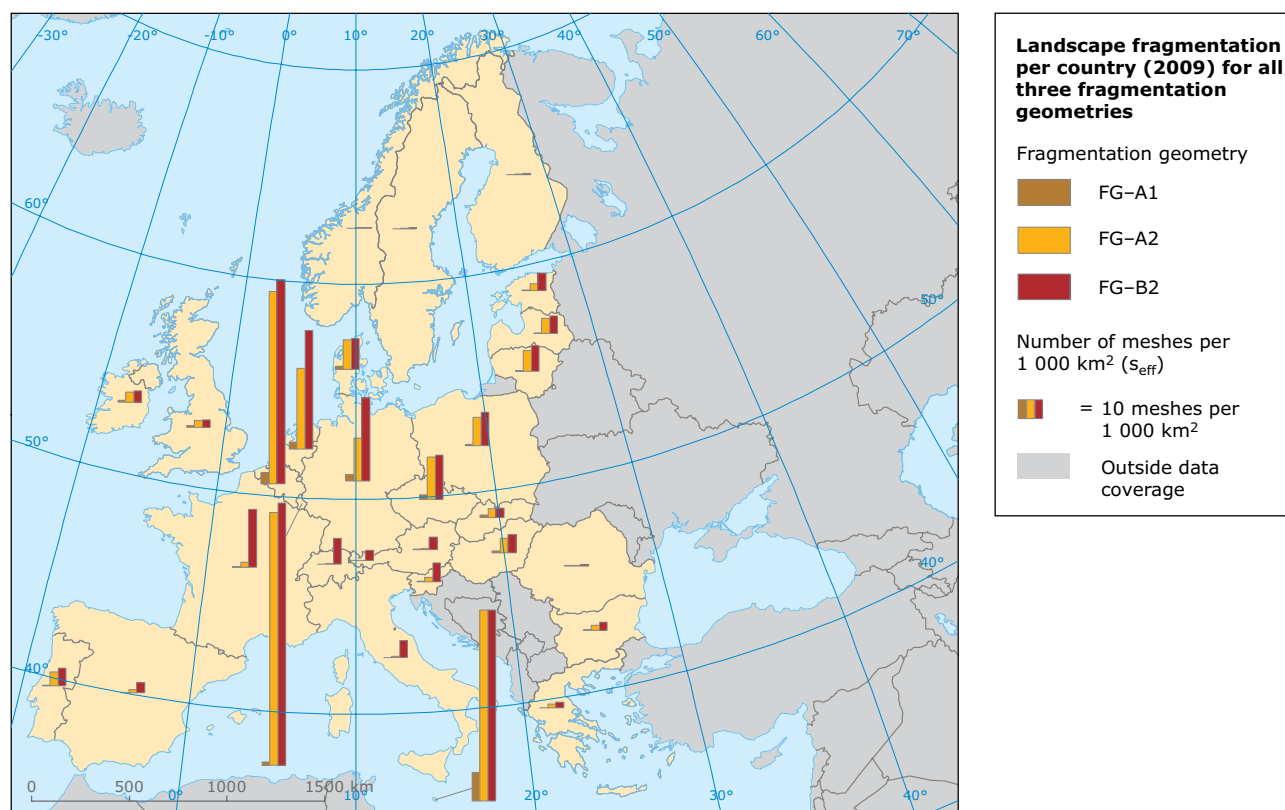 -30°
-20°
-10°
0°
10°
20°
30°
40°
50°
60°
70°
60°
50°
50°
40°
40°
0
500
1000
1500 km
0°
10°
20°
30°
40°
Landscape fragmentation
per country (2009) for all
three fragmentation
geometries
Fragmentation geometry
FG–A1
FG–A2
FG–B2
Number of meshes per
1 000 km² (seff)
= 10 meshes per
1 000 km²
Outside data
coverage